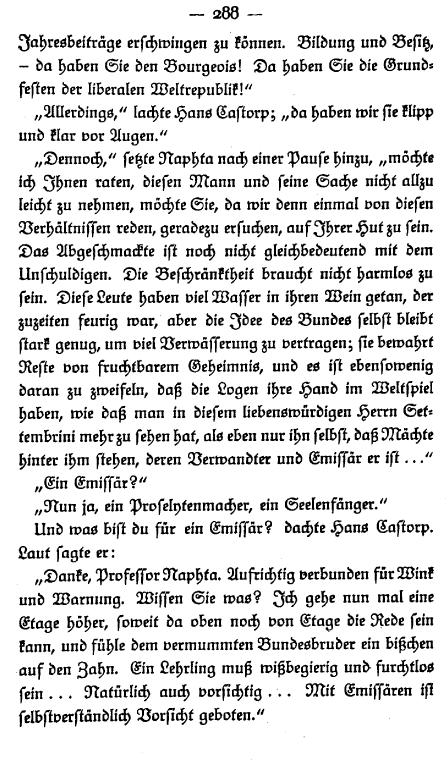 — 288 —
Jahresbeiträge erschwingen zu können. Bildung und Besitz,
– da haben Sie den Bourgeois! Da haben Sie die Grund⸗
festen der liberalen Weltrepublik!“
„Allerdings,“ lachte Hans Castorp; „da haben wir sie klipp
und klar vor Augen.“
„Dennoch,“ setzte Naphta nach einer Pause hinzu, „möchte
ich Ihnen raten, diesen Mann und seine Sache nicht allzu
leicht zu nehmen, möchte Sie, da wir denn einmal von diesen
Verhältnissen reden, geradezu ersuchen, auf Ihrer Hut zu sein.
Das Abgeschmackte ist noch nicht gleichbedeutend mit dem
Unschuldigen. Die Beschränktheit braucht nicht harmlos zu
sein. Diese Leute haben viel Wasser in ihren Wein getan, der
zuzeiten feurig war, aber die Idee des Bundes selbst bleibt
stark genug, um viel Verwässerung zu vertragen; sie bewahrt
Reste von fruchtbarem Geheimnis, und es ist ebensowenig
daran zu zweifeln, daß die Logen ihre Hand im Weltspiel
haben, wie daß man in diesem liebenswürdigen Herrn Set⸗
tembrini mehr zu sehen hat, als eben nur ihn selbst, daß Mächte
hinter ihm stehen, deren Verwandter und Emissär er ist ...“
„Ein Emissär?“
„Nun ja, ein Proselytenmacher, ein Seelenfänger.“
Und was bist du für ein Emissär? dachte Hans Castorp.
Laut sagte er:
„Danke, Professor Naphta. Aufrichtig verbunden für Wink
und Warnung. Wissen Sie was? Ich gehe nun mal eine
Etage höher, soweit da oben noch von Etage die Rede sein
kann, und fühle dem vermummten Bundesbruder ein bißchen
auf den Zahn. Ein Lehrling muß wißbegierig und furchtlos
sein ... Natürlich auch vorsichtig ... Mit Emissären ist
selbstverständlich Vorsicht geboten.“